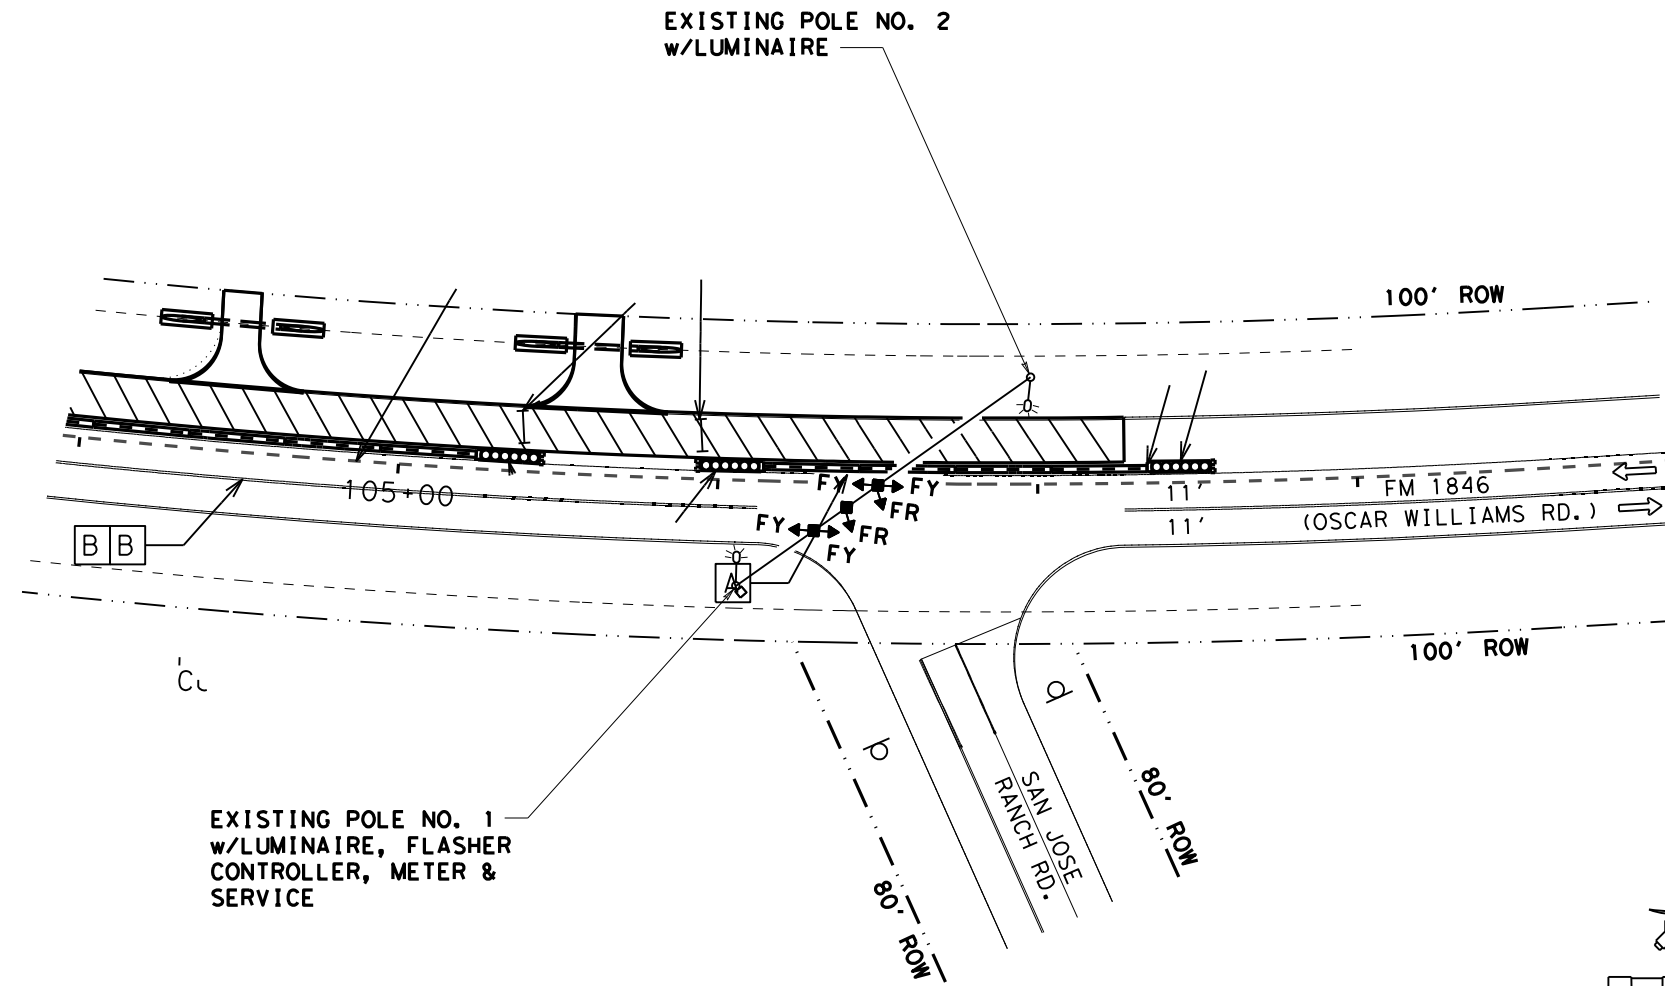 EXISTING POLE NO. 2
w/LUMINAIRE
100' ROW
105+00
FY
FY
FR
11'
FM 1846
11'
(OSCAR WILLIAMS RD.)
FY
FR
FY
B B
A
100' ROW
SAN JOSE
RANCH RD.
80' ROW
80' ROW
EXISTING POLE NO. 1
w/LUMINAIRE, FLASHER
CONTROLLER, METER &
SERVICE